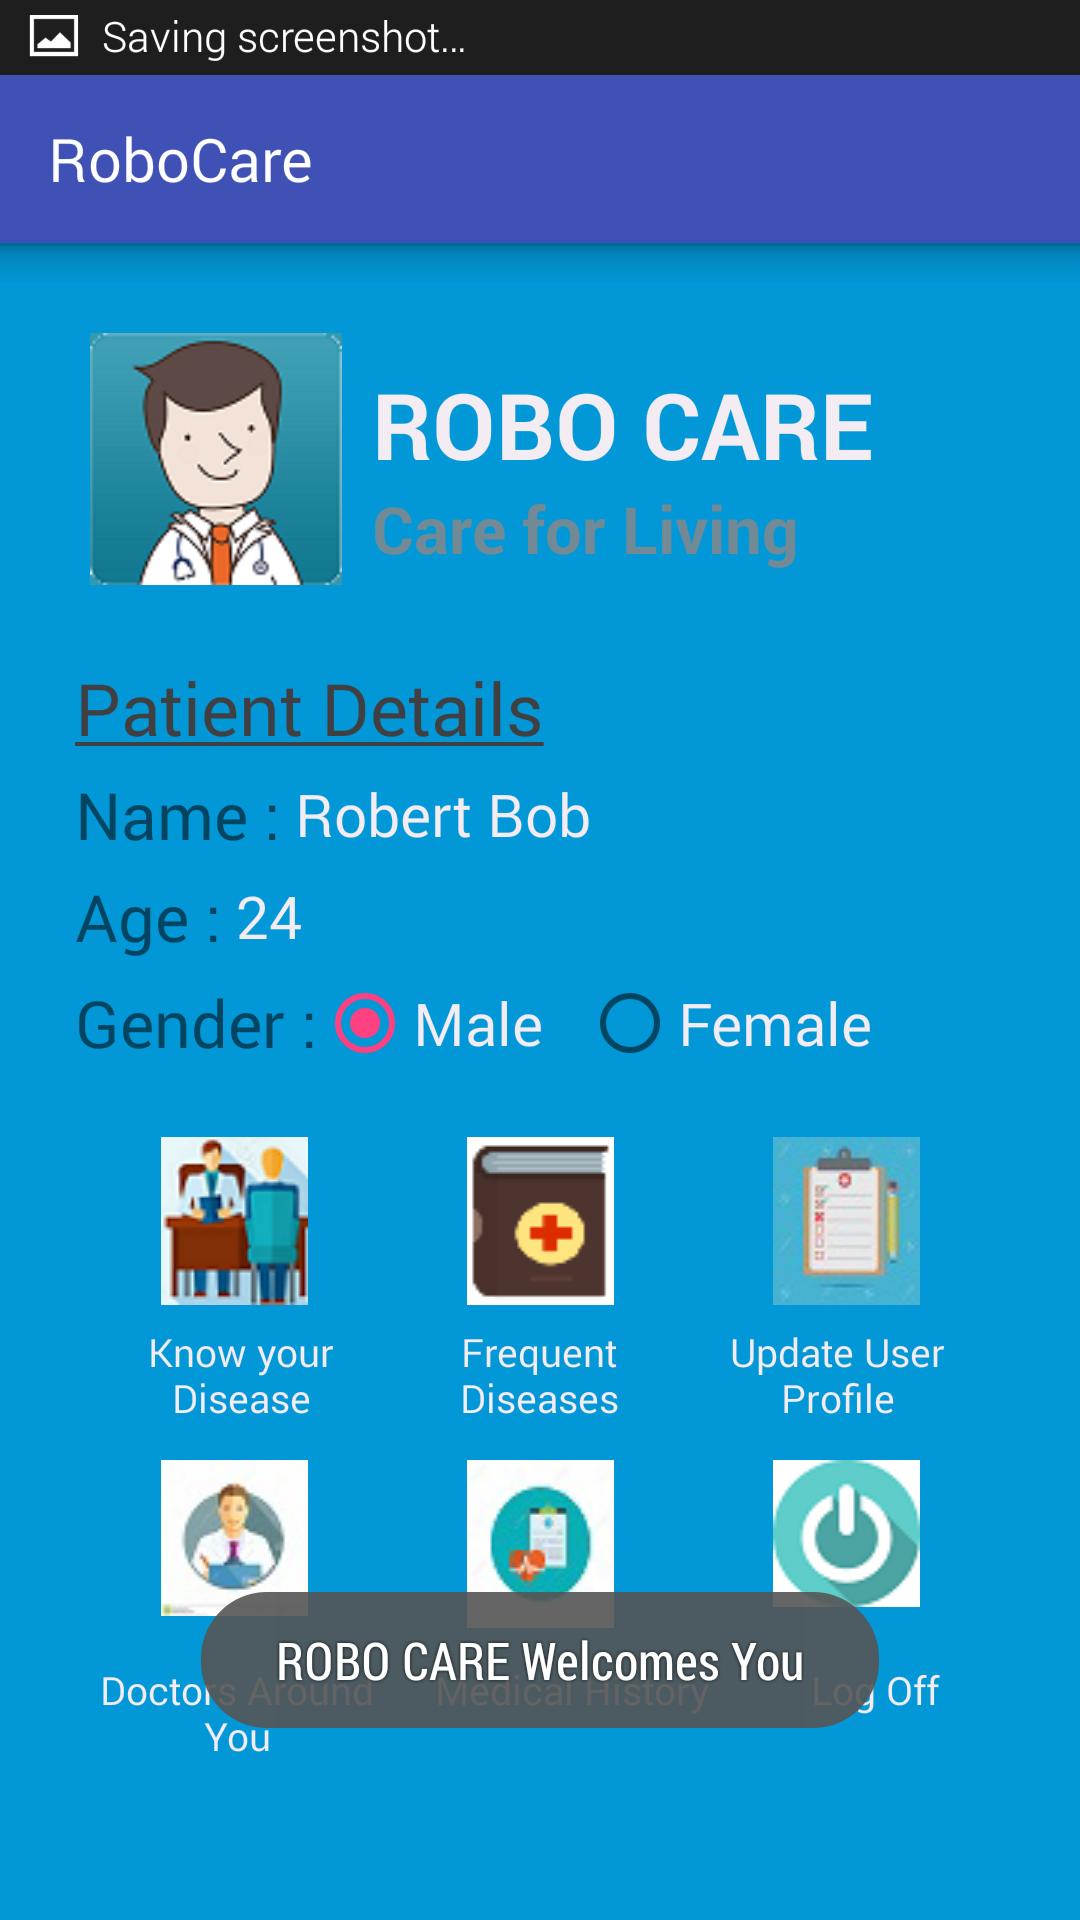 Saving screenshot...
RoboCare
ROBO CARE
Care for Living
Patient Details
Name : Robert Bob
Age : 24
Gender : Male Female
Know your
Disease
Frequent
Diseases
Update User
Profile
Doctors Around
You
Medical History
Log Off
ROBO CARE Welcomes You